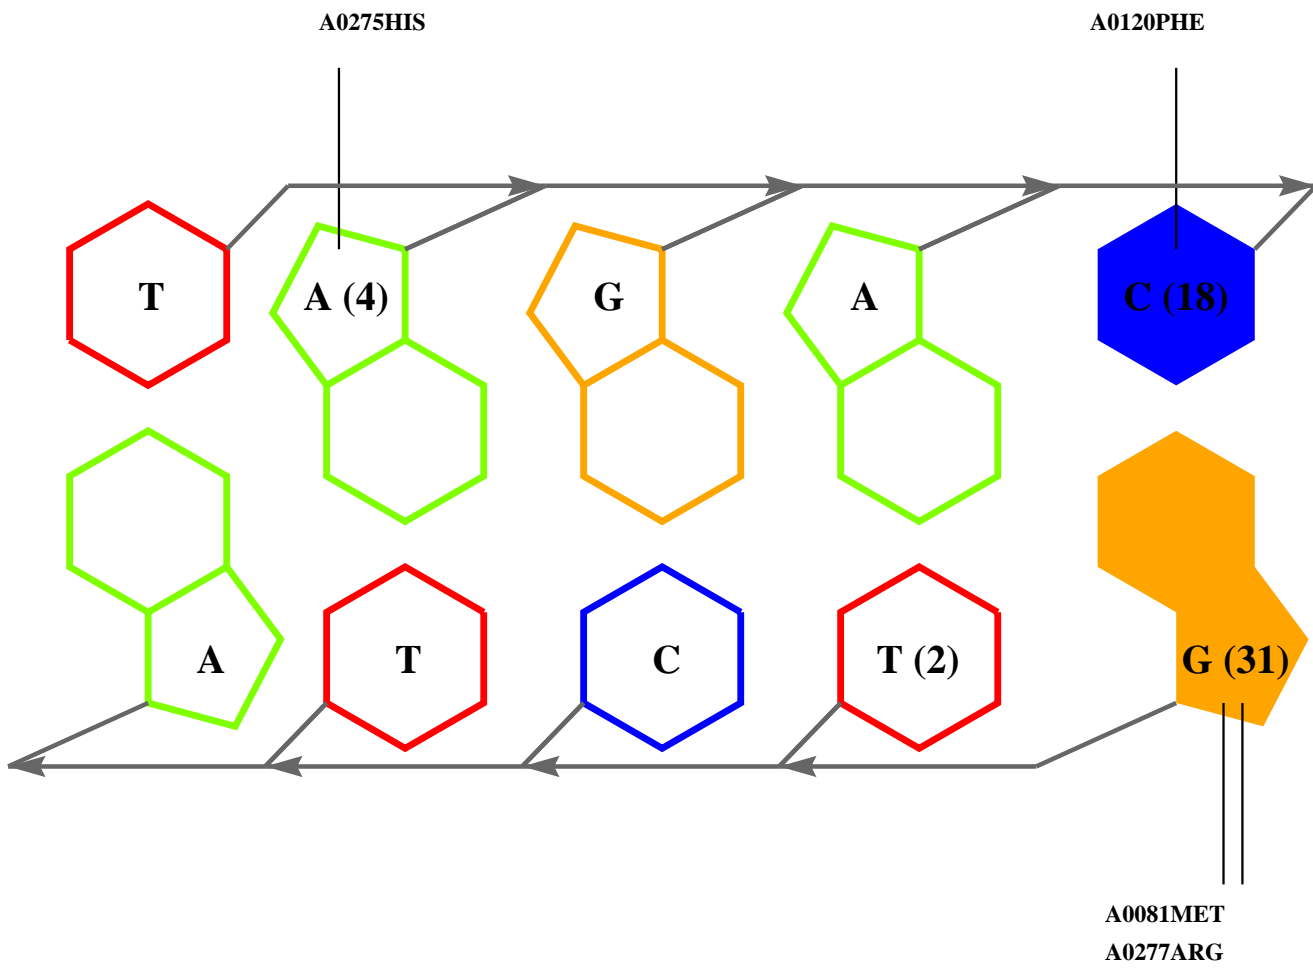 A0275HIS A0120PHE
T A (4) G A C (18)
A T C T (2) G (31)
A0081MET
A0277ARG